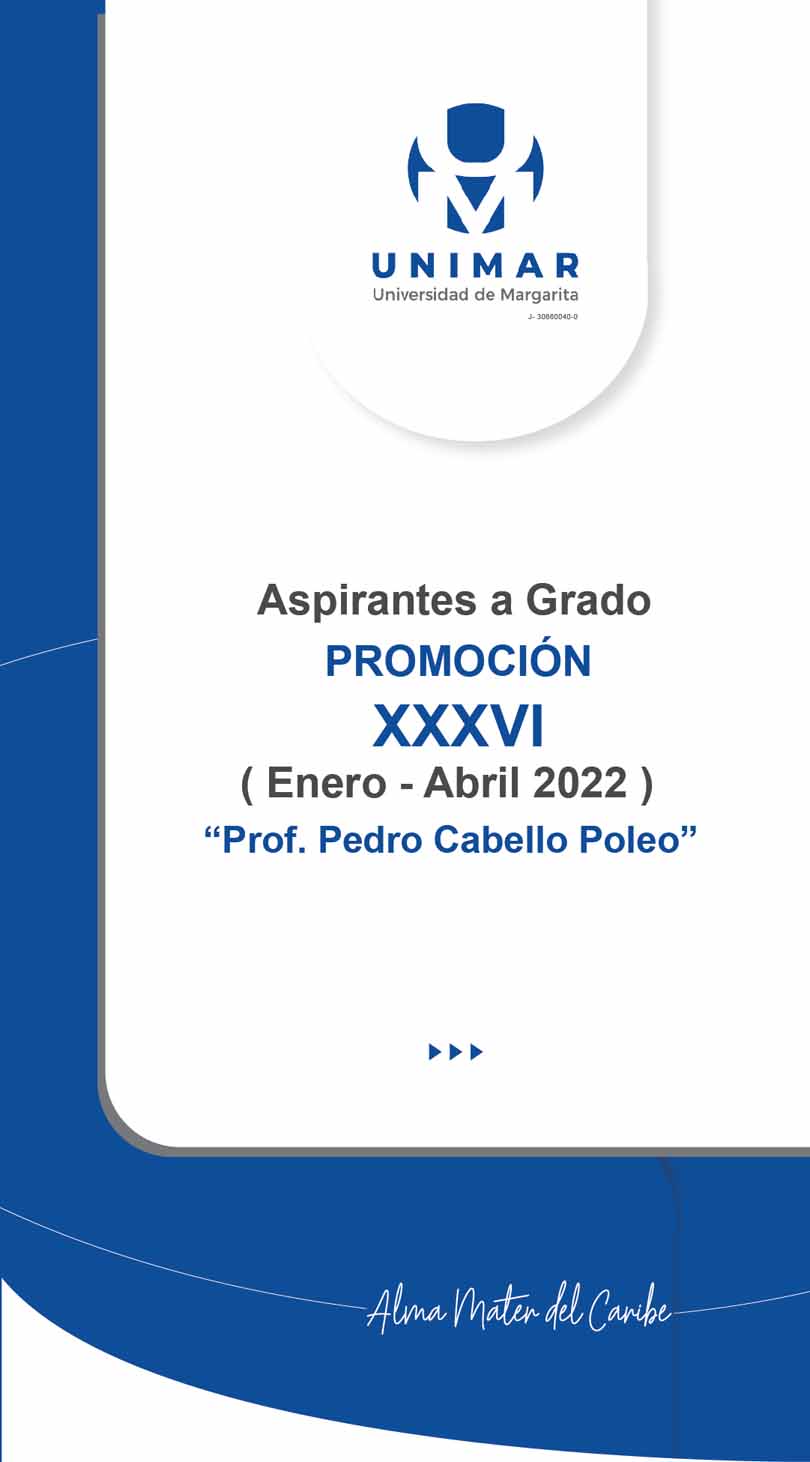 UNIMAR
Universidad de Margarita
J- 30660040-0
Aspirantes a Grado
PROMOCIÓN
XXXVI
( Enero - Abril 2022 )
“Prof. Pedro Cabello Poleo”
Alma Mater del Caribe